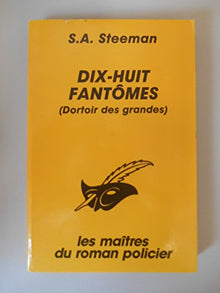 S.A. Steeman
DIX-HUIT
FANTÔMES
(Dortoir des grandes)
les maîtres
du roman policier